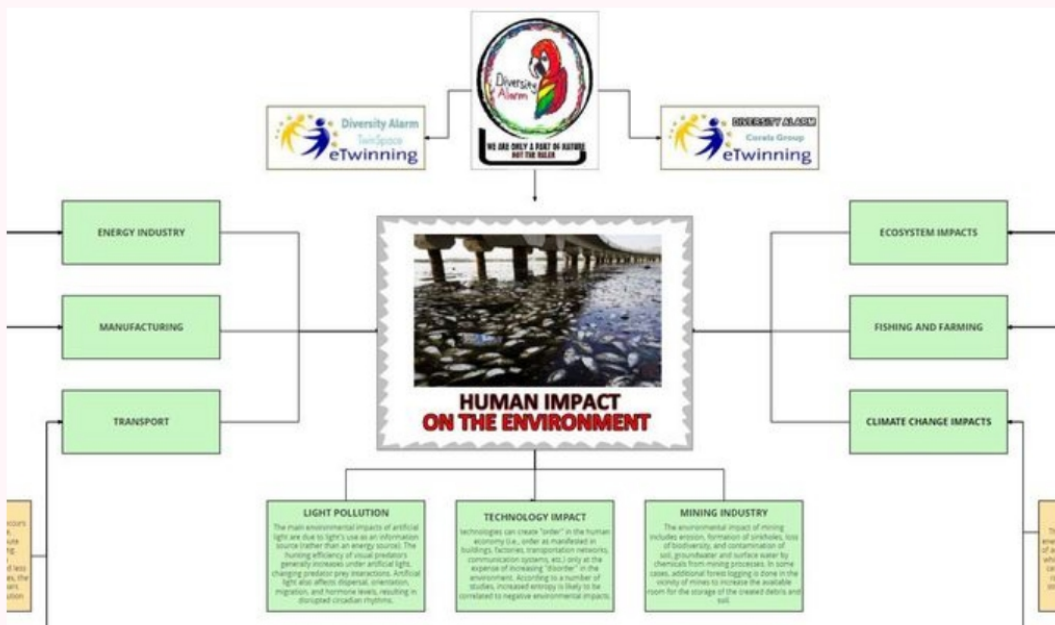 Diversity
Alarm
WE ARE ONLY A PART OF NATURE
NOT THE RULER
Diversity Alarm
TwinSpace
eTwinning
DIVERSITY ALARM
Corals Group
eTwinning
ENERGY INDUSTRY
MANUFACTURING
TRANSPORT
HUMAN IMPACT
ON THE ENVIRONMENT
ECOSYSTEM IMPACTS
FISHING AND FARMING
CLIMATE CHANGE IMPACTS
LIGHT POLLUTION
The main environmental impacts of artificial
light are due to light's use as an information
source (rather than an energy source). The
hunting efficiency of visual predators
generally increases under artificial light,
changing predator prey interactions. Artificial
light also affects dispersal, orientation,
migration, and hormone levels, resulting in
disrupted circadian rhythms.
TECHNOLOGY IMPACT
technologies can create "order" in the human
economy (i.e., order as manifested in
buildings, factories, transportation networks,
communication systems, etc.) only at the
expense of increasing "disorder" in the
environment. According to a number of
studies, increased entropy is likely to be
correlated to negative environmental impacts.
MINING INDUSTRY
The environmental impact of mining
includes erosion, formation of sinkholes, loss
of biodiversity, and contamination of
soil, groundwater and surface water by
chemicals from mining processes. In some
cases, additional forest logging is done in the
vicinity of mines to increase the available
room for the storage of the created debris and
soil.